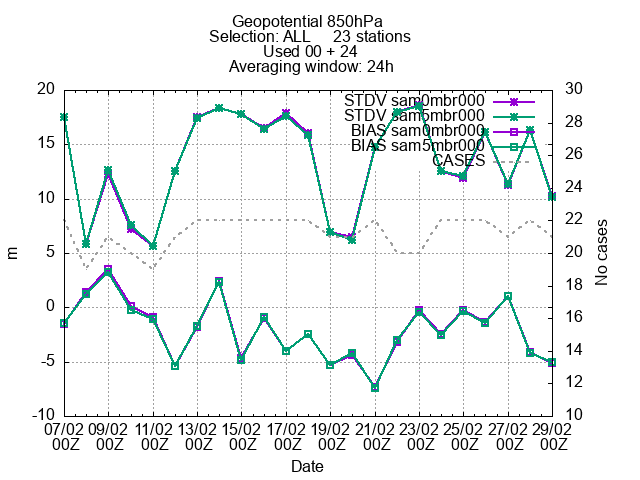 Geopotential 850hPa
Selection: ALL 23 stations
Used 00 + 24
Averaging window: 24h
STDV sam0mbr000
STDV sam5mbr000
BIAS sam0mbr000
BIAS sam5mbr000
CASES
20
15
10
5
0
-5
-10
m
30
28
26
24
22
20
18
16
14
12
10
No cases
07/02 09/02 11/02 13/02 15/02 17/02 19/02 21/02 23/02 25/02 27/02 29/02
00Z 00Z 00Z 00Z 00Z 00Z 00Z 00Z 00Z 00Z 00Z 00Z
Date